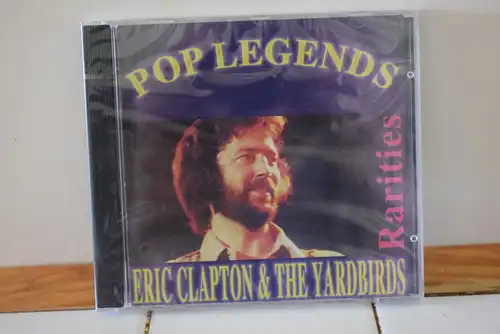 POP LEGENDS
Rarities
ERIC CLAPTON & THE YARDBIRDS